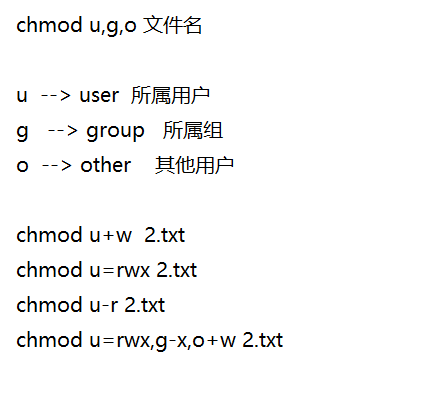 chmod u,g,o 文件名
u --> user 所属用户
g --> group 所属组
o --> other 其他用户
chmod u+w 2.txt
chmod u=rwx 2.txt
chmod u-r 2.txt
chmod u=rwx,g-x,o+w 2.txt